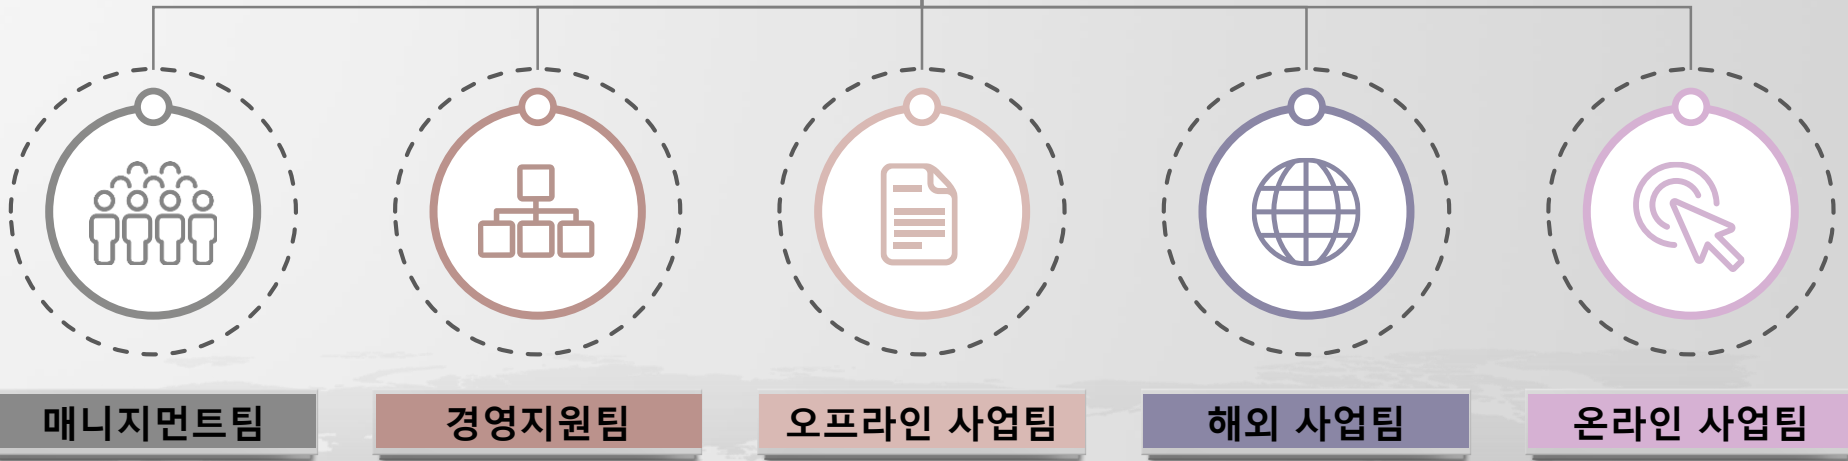 매니지먼트팀
경영지원팀
오프라인 사업팀
해외 사업팀
온라인 사업팀